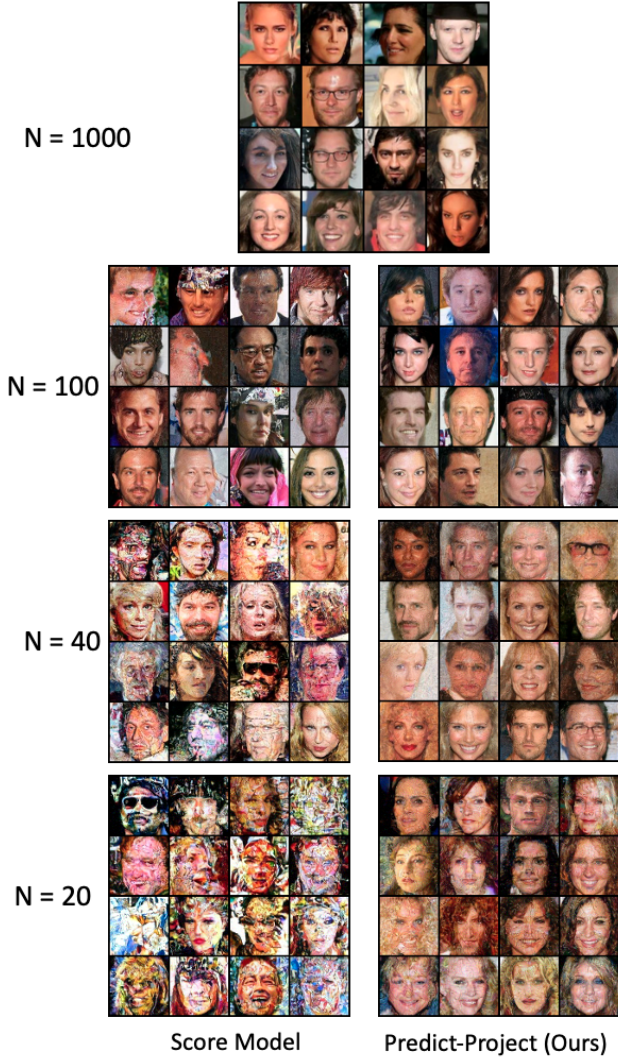 N = 1000
N = 100
N = 40
N = 20
Score Model
Predict-Project (Ours)